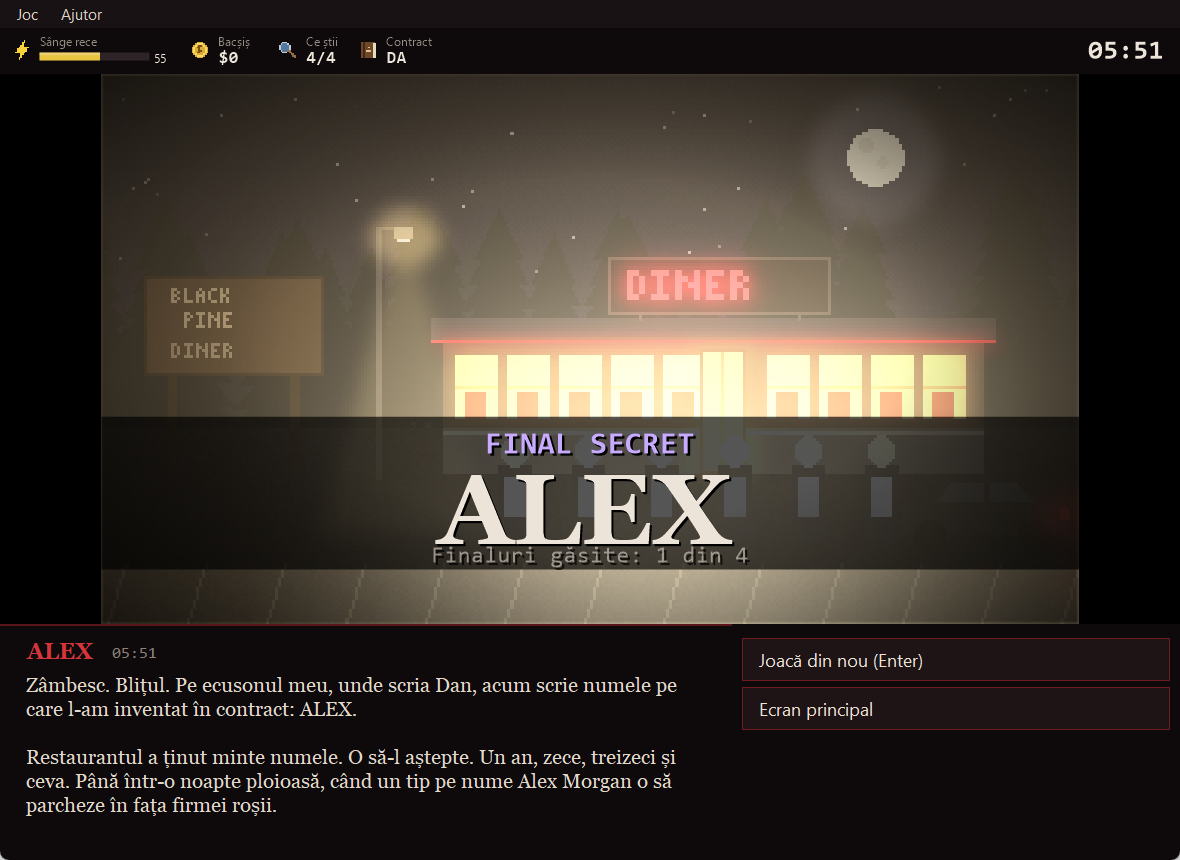 Joc Ajutor
Sânge rece
55
Bacșiș
$0
Ce știi
4/4
Contract
DA
05:51
BLACK
PINE
DINER
DINER
FINAL SECRET
ALEX
Finaluri găsite: 1 din 4
ALEX 05:51
Zâmbesc. Blițul. Pe ecusonul meu, unde scria Dan, acum scrie numele pe
care l-am inventat în contract: ALEX.
Restaurantul a ținut minte numele. O să-l aștepte. Un an, zece, treizeci și
ceva. Până într-o noapte ploioasă, când un tip pe nume Alex Morgan o să
parcheze în fața firmei roșii.
Joacă din nou (Enter)
Ecran principal